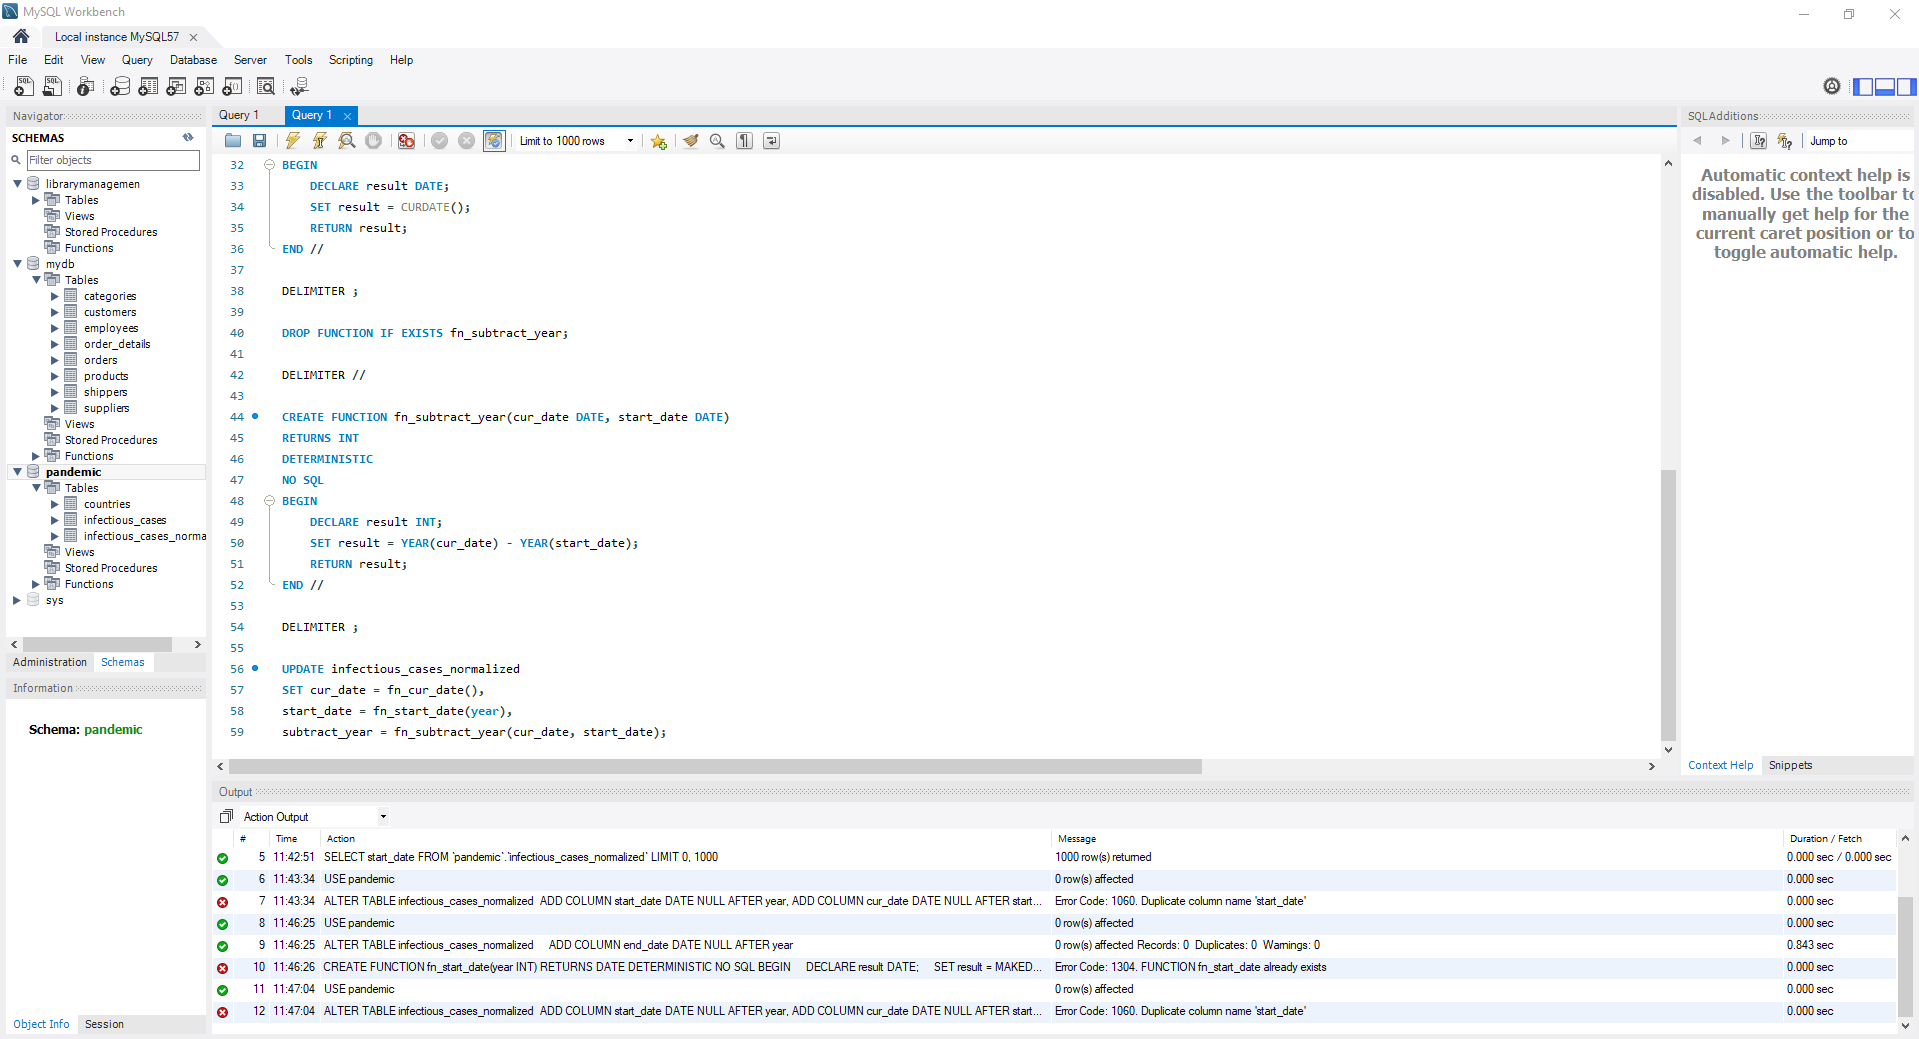 MySQL Workbench
Local instance MySQL57
File Edit View Query Database Server Tools Scripting Help
Navigator
SCHEMAS
Filter objects
librarymanagemen
Tables
Views
Stored Procedures
Functions
mydb
Tables
categories
customers
employees
order_details
orders
products
shippers
suppliers
Views
Stored Procedures
Functions
pandemic
Tables
countries
infectious_cases
infectious_cases_norma
Views
Stored Procedures
Functions
sys
Administration Schemas
Information
Schema: pandemic
Object Info Session
Query 1 Query 1
Limit to 1000 rows
32 BEGIN
33 DECLARE result DATE;
34 SET result = CURDATE();
35 RETURN result;
36 END //
37
38 DELIMITER ;
39
40 DROP FUNCTION IF EXISTS fn_subtract_year;
41
42 DELIMITER //
43
44 CREATE FUNCTION fn_subtract_year(cur_date DATE, start_date DATE)
45 RETURNS INT
46 DETERMINISTIC
47 NO SQL
48 BEGIN
49 DECLARE result INT;
50 SET result = YEAR(cur_date) - YEAR(start_date);
51 RETURN result;
52 END //
53
54 DELIMITER ;
55
56 UPDATE infectious_cases_normalized
57 SET cur_date = fn_cur_date(),
58 start_date = fn_start_date(year),
59 subtract_year = fn_subtract_year(cur_date, start_date);
SQLAdditions
Jump to
Automatic context help is
disabled. Use the toolbar to
manually get help for the
current caret position or to
toggle automatic help.
Context Help Snippets
Output
Action Output
# Time Action Message Duration / Fetch
5 11:42:51 SELECT start_date FROM `pandemic`.`infectious_cases_normalized` LIMIT 0, 1000 1000 row(s) returned 0.000 sec / 0.000 sec
6 11:43:34 USE pandemic 0 row(s) affected 0.000 sec
7 11:43:34 ALTER TABLE infectious_cases_normalized ADD COLUMN start_date DATE NULL AFTER year, ADD COLUMN cur_date DATE NULL AFTER start... Error Code: 1060. Duplicate column name 'start_date' 0.000 sec
8 11:46:25 USE pandemic 0 row(s) affected 0.000 sec
9 11:46:25 ALTER TABLE infectious_cases_normalized ADD COLUMN end_date DATE NULL AFTER year 0 row(s) affected Records: 0 Duplicates: 0 Warnings: 0 0.843 sec
10 11:46:26 CREATE FUNCTION fn_start_date(year INT) RETURNS DATE DETERMINISTIC NO SQL BEGIN DECLARE result DATE; SET result = MAKED... Error Code: 1304. FUNCTION fn_start_date already exists 0.000 sec
11 11:47:04 USE pandemic 0 row(s) affected 0.000 sec
12 11:47:04 ALTER TABLE infectious_cases_normalized ADD COLUMN start_date DATE NULL AFTER year, ADD COLUMN cur_date DATE NULL AFTER start... Error Code: 1060. Duplicate column name 'start_date' 0.000 sec